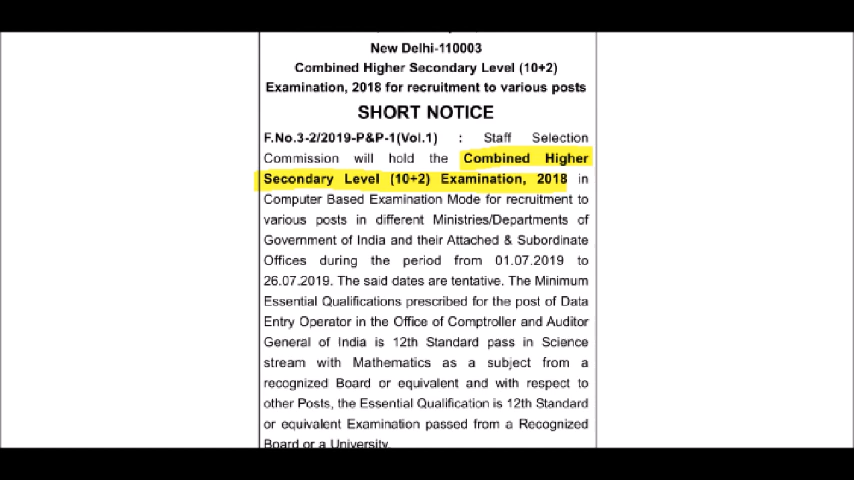 New Delhi-110003
Combined Higher Secondary Level (10+2)
Examination, 2018 for recruitment to various posts
SHORT NOTICE
F.No.3-2/2019-P&P-1(Vol.1) : Staff Selection
Commission will hold the Combined Higher
Secondary Level (10+2) Examination, 2018 in
Computer Based Examination Mode for recruitment to
various posts in different Ministries/Departments of
Government of India and their Attached & Subordinate
Offices during the period from 01.07.2019 to
26.07.2019. The said dates are tentative. The Minimum
Essential Qualifications prescribed for the post of Data
Entry Operator in the Office of Comptroller and Auditor
General of India is 12th Standard pass in Science
stream with Mathematics as a subject from a
recognized Board or equivalent and with respect to
other Posts, the Essential Qualification is 12th Standard
or equivalent Examination passed from a Recognized
Board or a University.